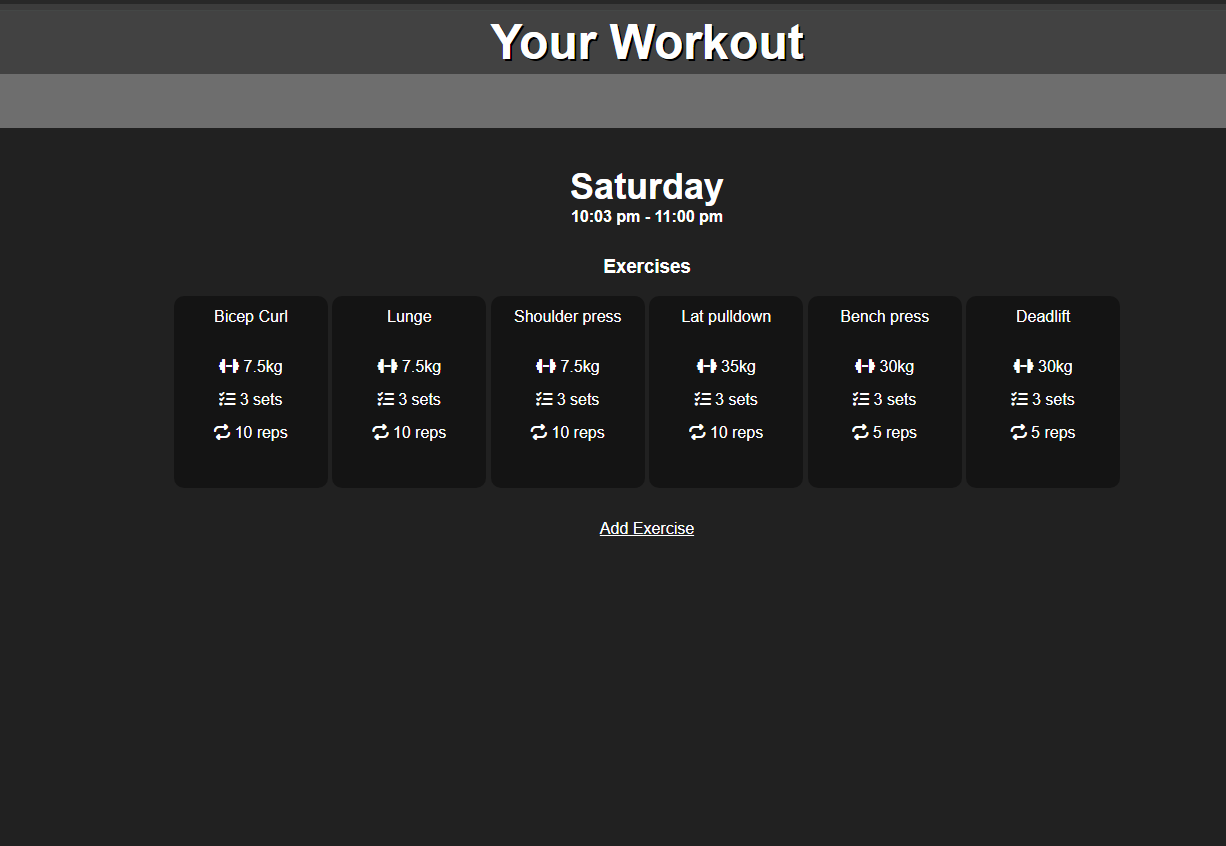 Your Workout
Saturday
10:03 pm - 11:00 pm
Exercises
Bicep Curl
7.5kg
3 sets
10 reps
Lunge
7.5kg
3 sets
10 reps
Shoulder press
7.5kg
3 sets
10 reps
Lat pulldown
35kg
3 sets
10 reps
Bench press
30kg
3 sets
5 reps
Deadlift
30kg
3 sets
5 reps
Add Exercise